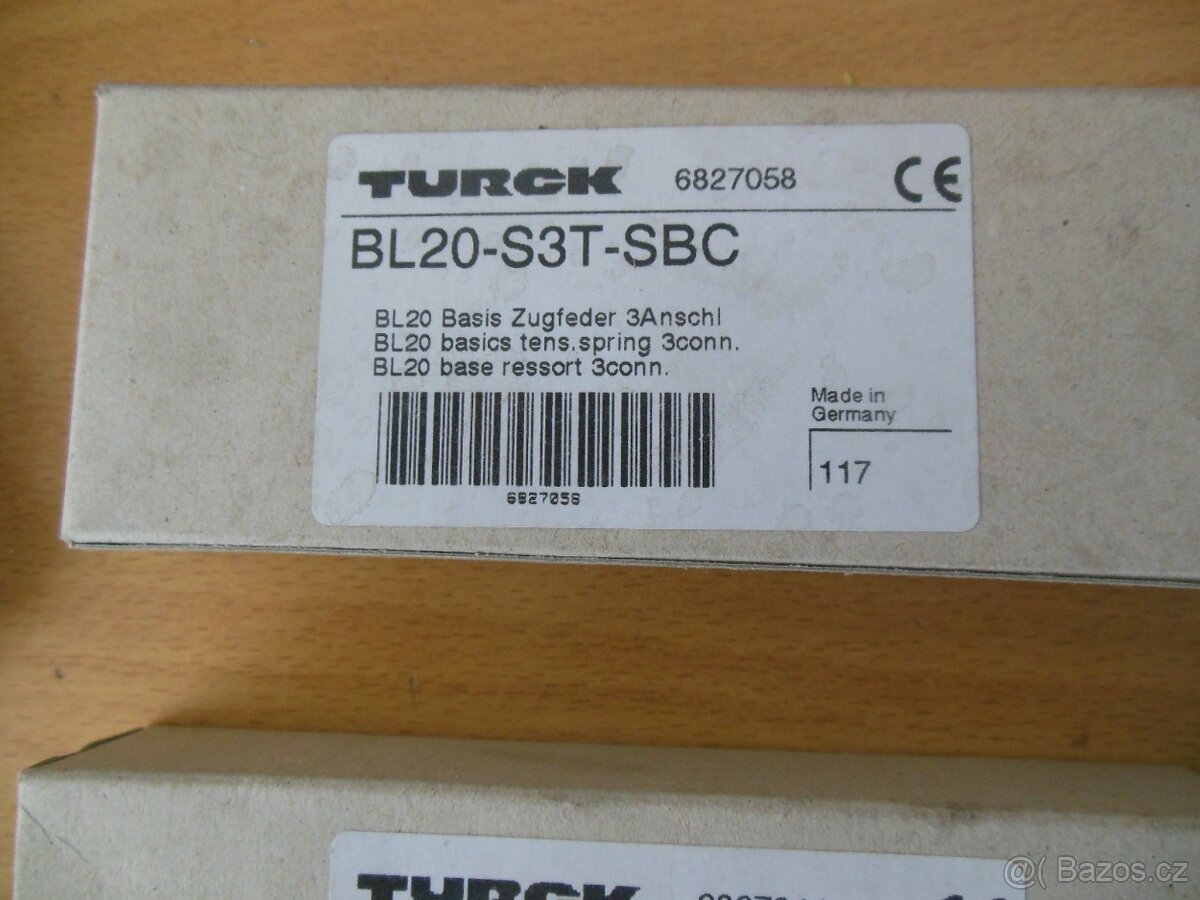 TURCK 6827058 CE
BL20-S3T-SBC
BL20 Basis Zugfeder 3Anschl
BL20 basics tens.spring 3conn.
BL20 base ressort 3conn.
6827058
Made in
Germany
117
TURCK
@( Bazos.cz